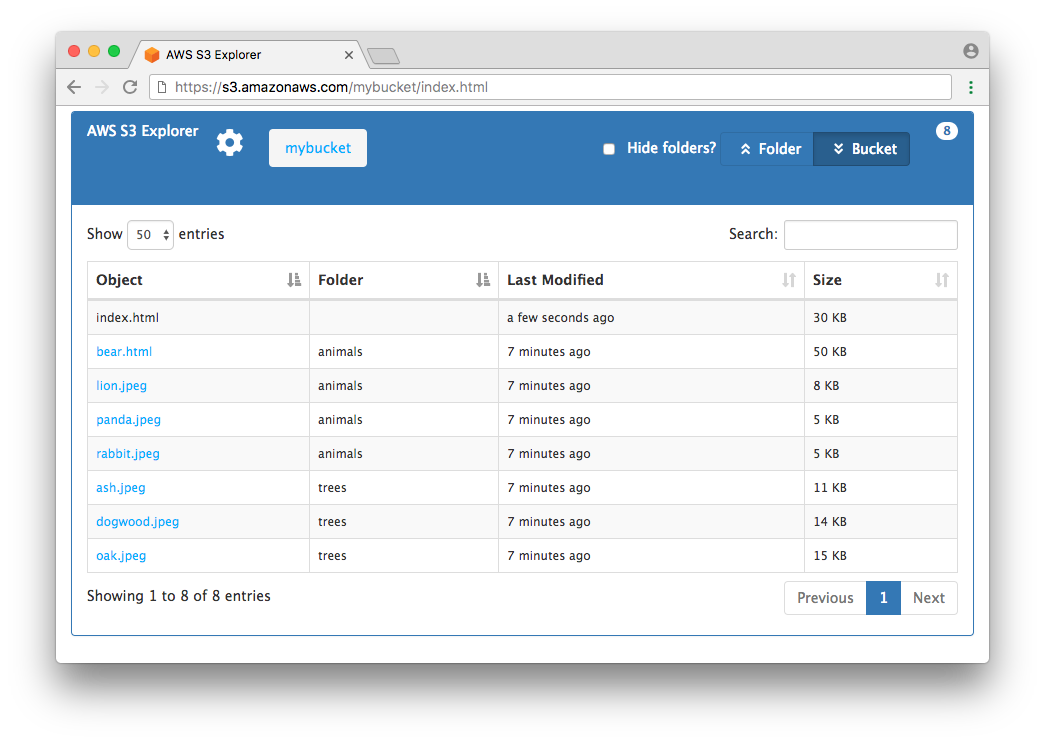 AWS S3 Explorer
https://s3.amazonaws.com/mybucket/index.html
AWS S3 Explorer mybucket Hide folders? Folder Bucket 8
Show 50 entries Search:
Object Folder Last Modified Size
index.html a few seconds ago 30 KB
bear.html animals 7 minutes ago 50 KB
lion.jpeg animals 7 minutes ago 8 KB
panda.jpeg animals 7 minutes ago 5 KB
rabbit.jpeg animals 7 minutes ago 5 KB
ash.jpeg trees 7 minutes ago 11 KB
dogwood.jpeg trees 7 minutes ago 14 KB
oak.jpeg trees 7 minutes ago 15 KB
Showing 1 to 8 of 8 entries Previous 1 Next